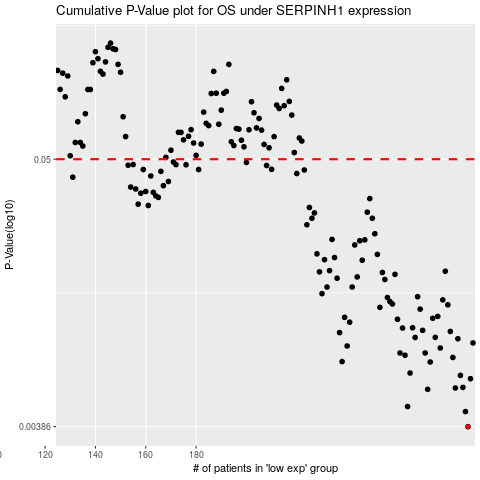 Cumulative P-Value plot for OS under SERPINH1 expression
P-Value(log10)
0.05
0.00386
0 120 140 160 180
# of patients in 'low exp' group